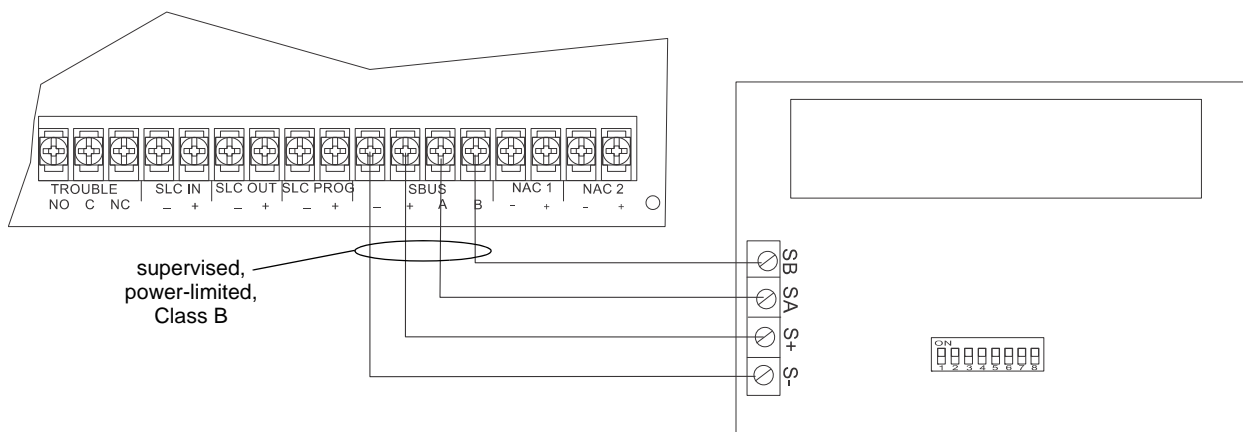 TROUBLE SLC IN SLC OUT SLC PROG SBUS NAC 1 NAC 2
NO C NC – + – + – + – + A B - + - +
supervised,
power-limited,
Class B
SB
SA
S+
S-
ON
1 2 3 4 5 6 7 8